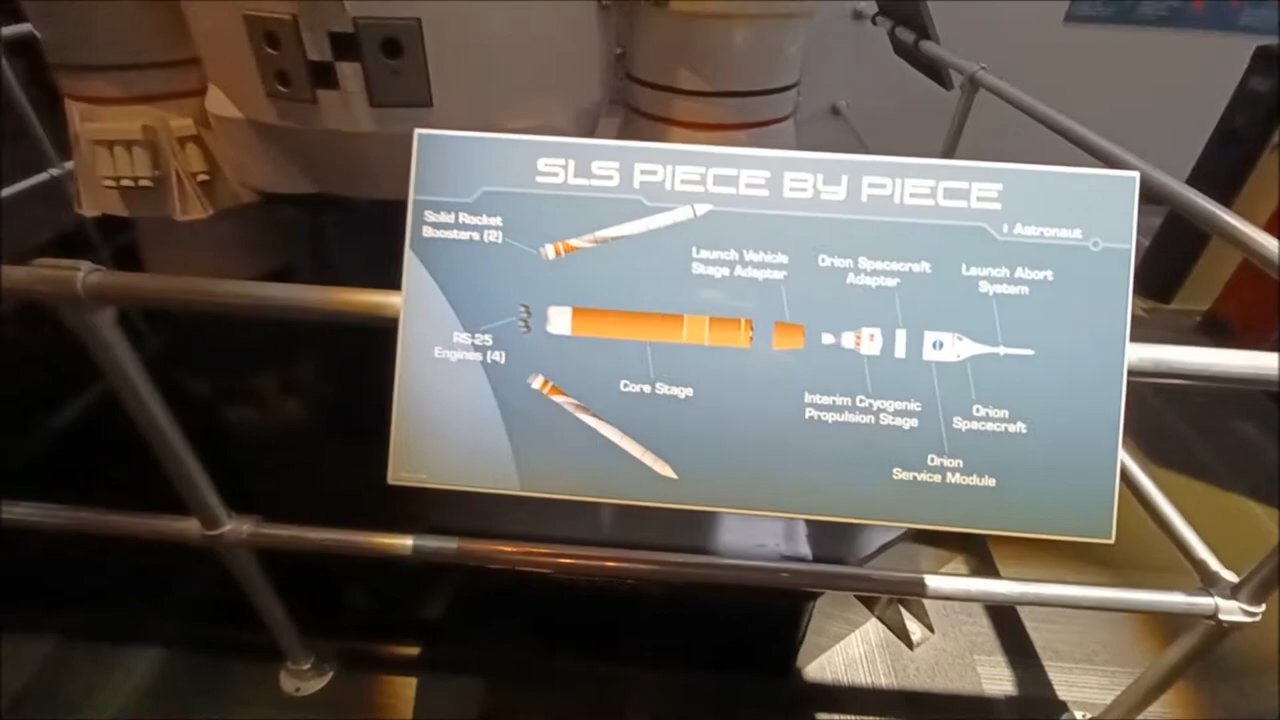 SLS PIECE BY PIECE
Astronaut
Solid Rocket
Boosters (2)
Launch Vehicle
Stage Adapter
Orion Spacecraft
Adapter
Launch Abort
System
RS-25
Engines (4)
Core Stage
Interim Cryogenic
Propulsion Stage
Orion
Spacecraft
Orion
Service Module